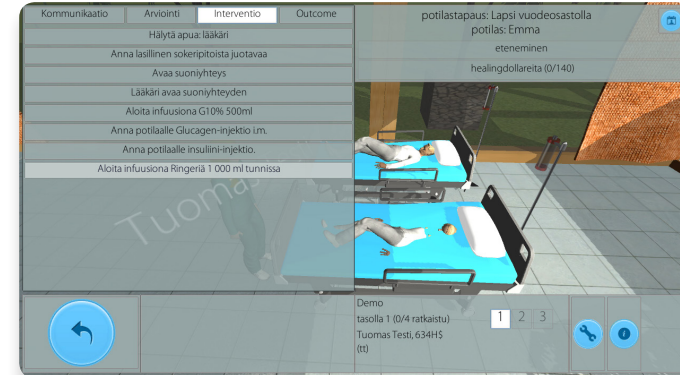 Kommunikaatio
Arviointi
Interventio
Outcome
Hälytä apua: lääkäri
Anna lasillinen sokeripitoista juotavaa
Avaa suoniyhteys
Lääkäri avaa suoniyhteyden
Aloita infuusiona G10% 500ml
Anna potilaalle Glucagen-injektio i.m.
Anna potilaalle insuliini-injektio.
Aloita infuusiona Ringeriä 1 000 ml tunnissa
potilastapaus: Lapsi vuodeosastolla
potilas: Emma
eteneminen
healingdollareita (0/140)
Demo
tasolla 1 (0/4 ratkaistu)
Tuomas Testi, 634H$
(tt)
1 2 3